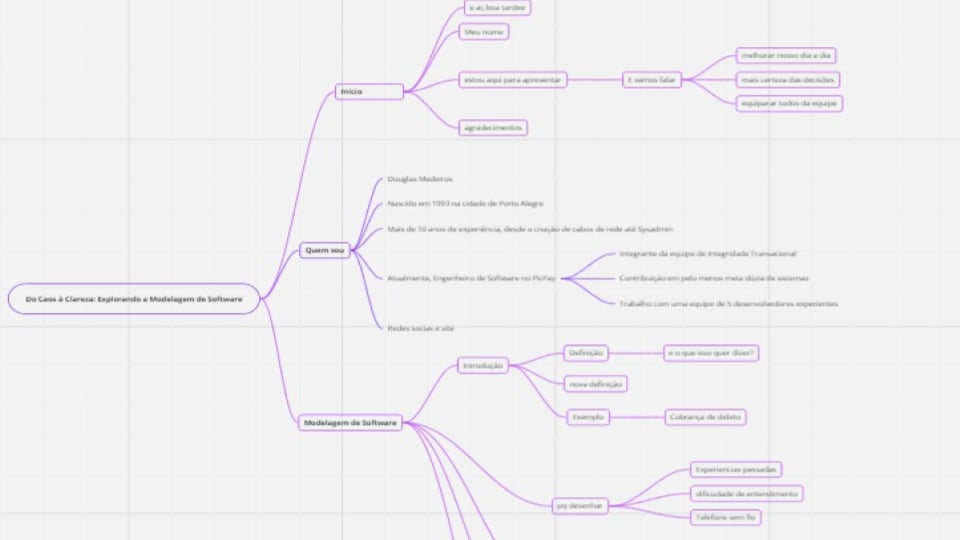 e ai, boa tardee
Meu nome
Inicio
estou aqui para apresentar
E vamos falar
melhorar nosso dia a dia
mais certeza das decisões
equiparar todos da equipe
agradecimentos
Quem sou
Douglas Medeiros
Nascido em 1993 na cidade de Porto Alegre
Mais de 10 anos de experiência, desde a criação de cabos de rede até Sysadmin
Atualmente, Engenheiro de Software no PicPay
Integrante da equipe de Integridade Transacional
Contribuição em pelo menos meia dúzia de sistemas
Trabalho com uma equipe de 5 desenvolvedores experientes
Redes socias e site
Do Caos à Clareza: Explorando a Modelagem de Software
Modelagem de Software
Introdução
Definição
e o que isso quer dizer?
nova definição
Exemplo
Cobrança de debito
pq desenhar
Experiencias passadas
dificuldade de entendimento
Telefone sem fio